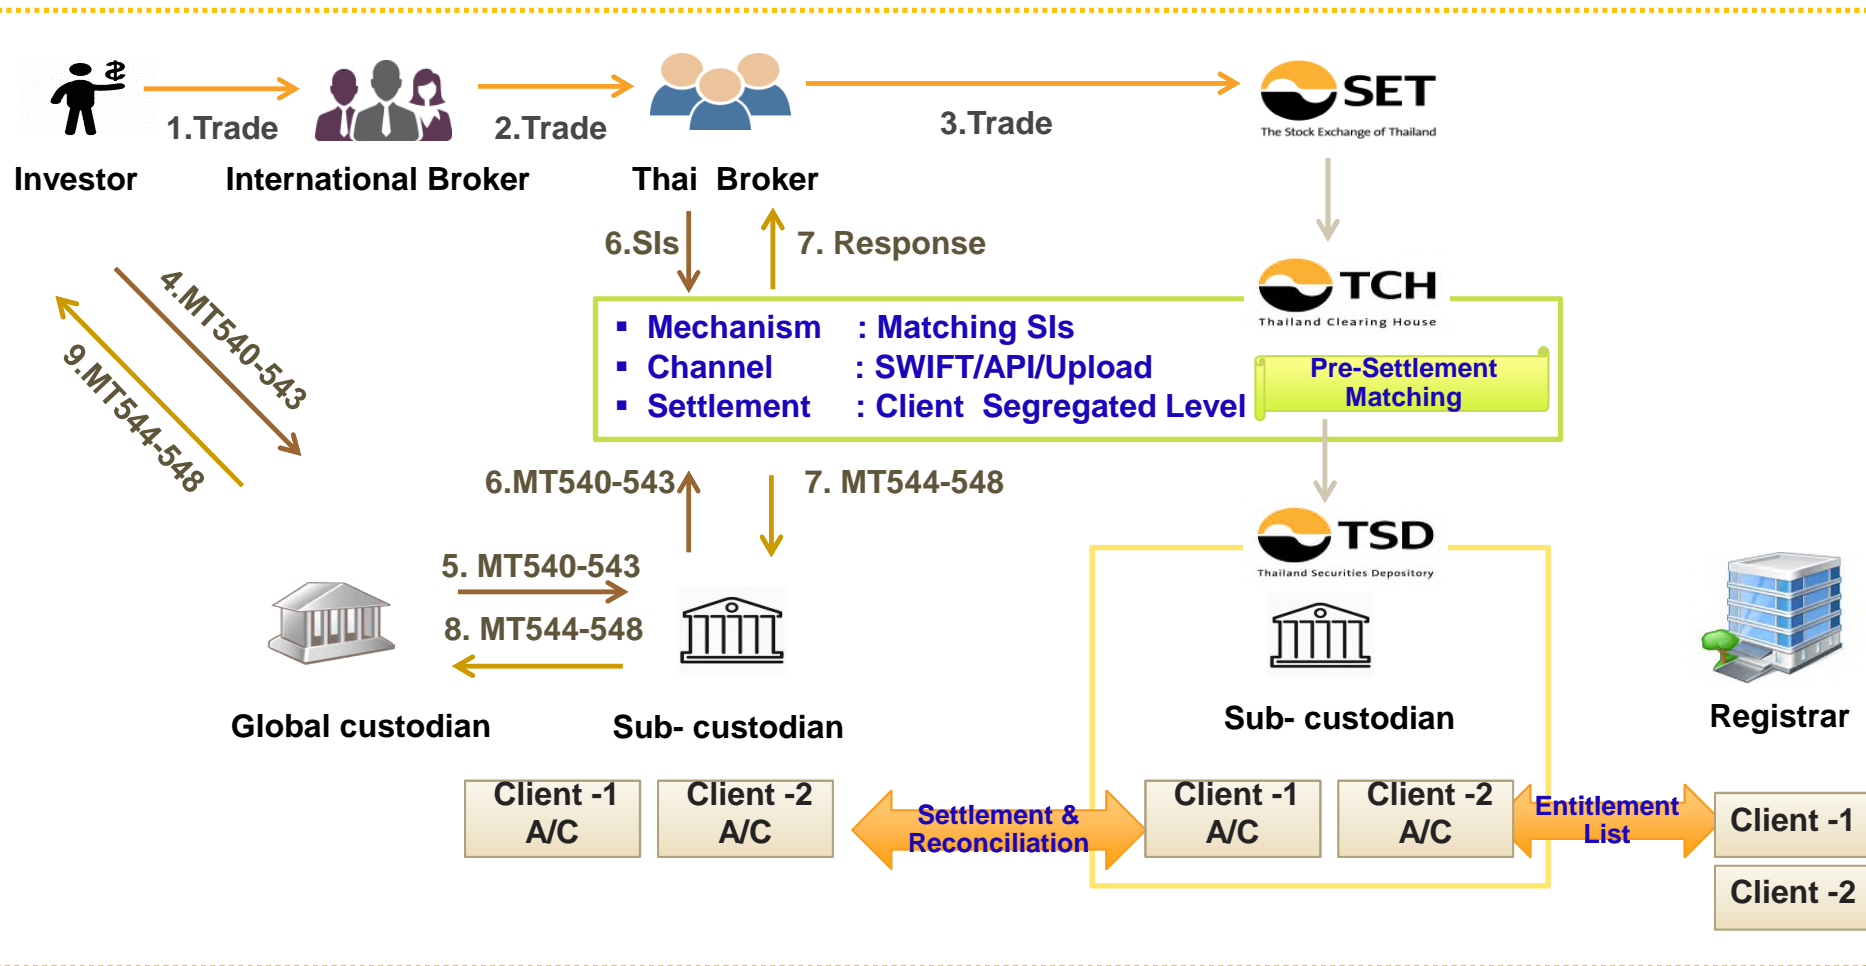 SET
The Stock Exchange of Thailand
1.Trade
2.Trade
3.Trade
Investor
International Broker
Thai Broker
6.SIs
7. Response
TCH
Thailand Clearing House
4.MT540-543
9.MT544-548
▪ Mechanism : Matching SIs
▪ Channel : SWIFT/API/Upload
▪ Settlement : Client Segregated Level
Pre-Settlement
Matching
6.MT540-543
7. MT544-548
TSD
Thailand Securities Depository
5. MT540-543
8. MT544-548
Global custodian
Sub- custodian
Sub- custodian
Registrar
Client -1
A/C
Client -2
A/C
Settlement &
Reconciliation
Client -1
A/C
Client -2
A/C
Entitlement
List
Client -1
Client -2